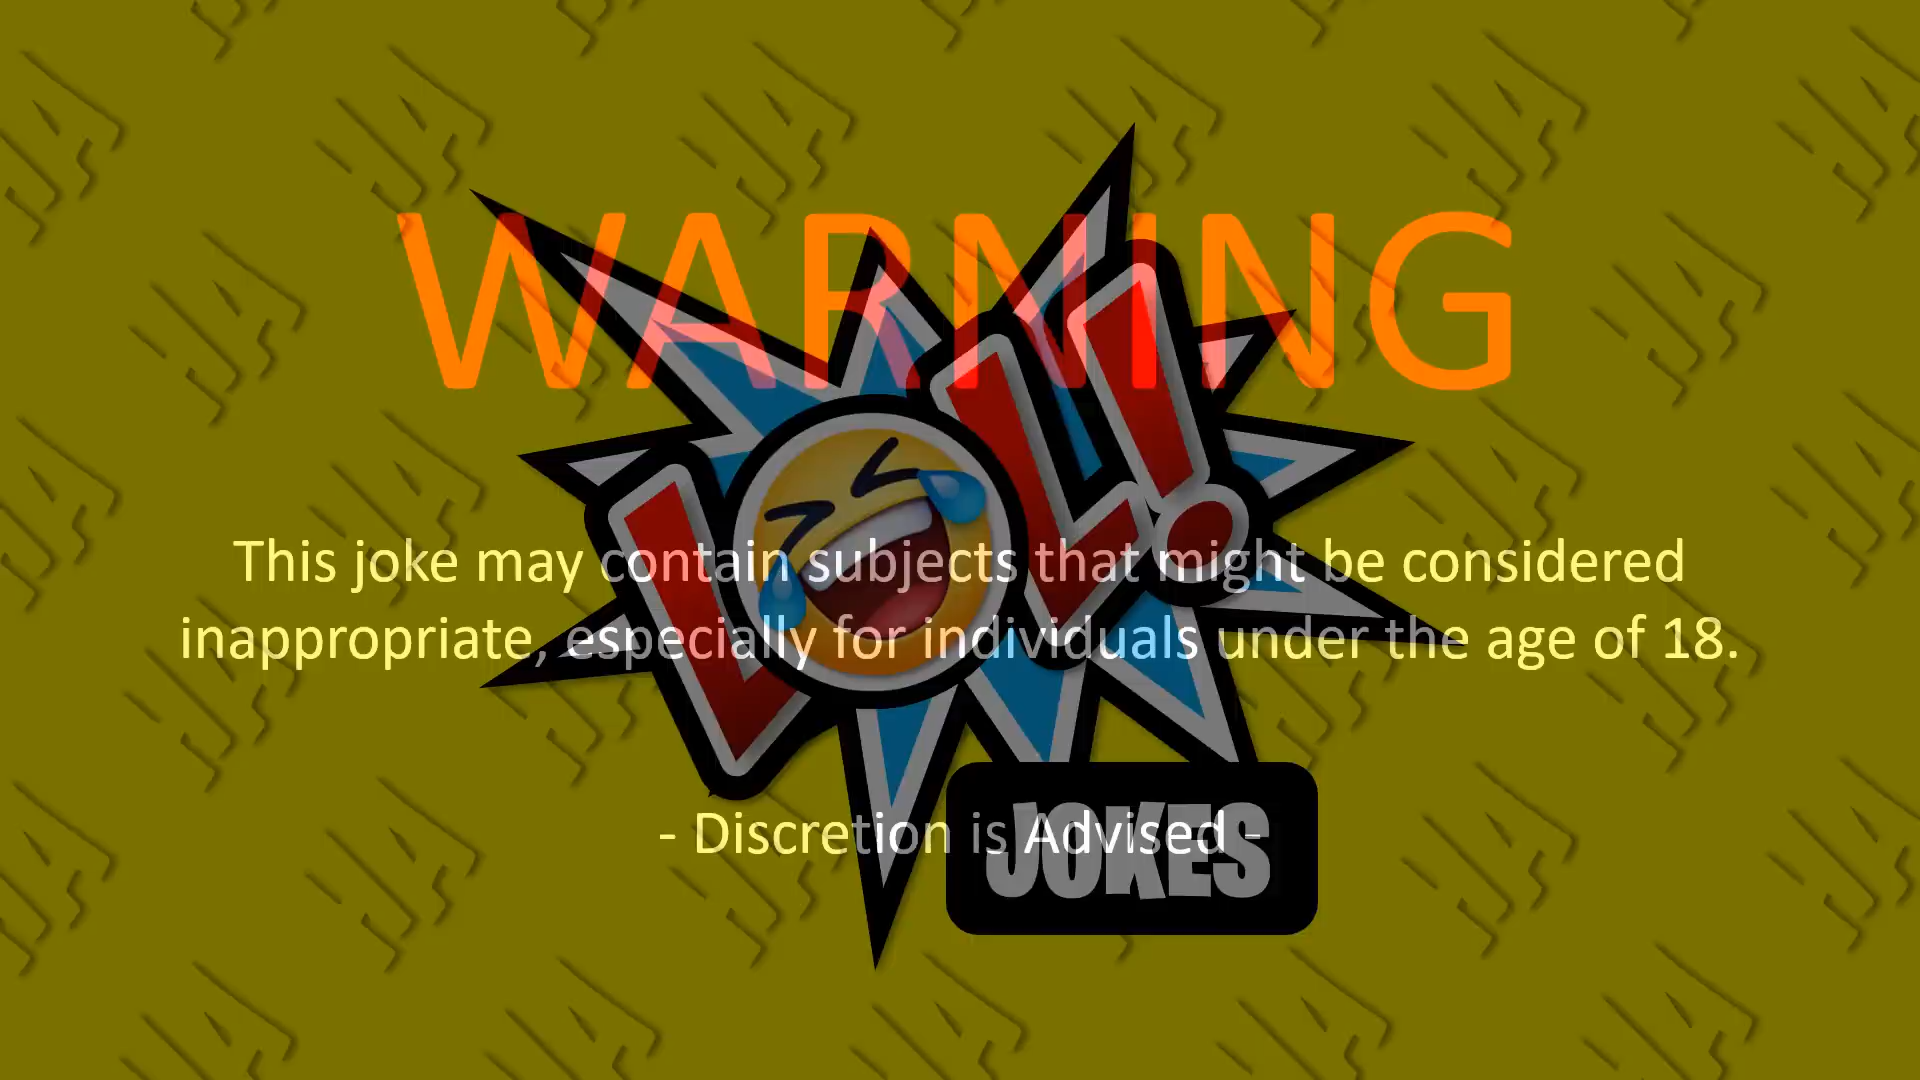 WARNING
LOL!
This joke may contain subjects that might be considered
inappropriate, especially for individuals under the age of 18.
- Discretion is Advised -
JOKES